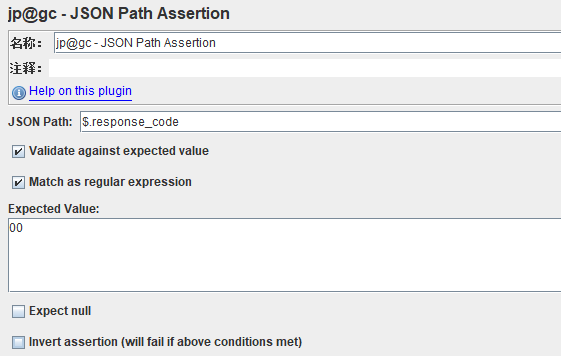 jp@gc - JSON Path Assertion
名称： jp@gc - JSON Path Assertion
注释：
Help on this plugin
JSON Path: $.response_code
Validate against expected value
Match as regular expression
Expected Value:
00
Expect null
Invert assertion (will fail if above conditions met)